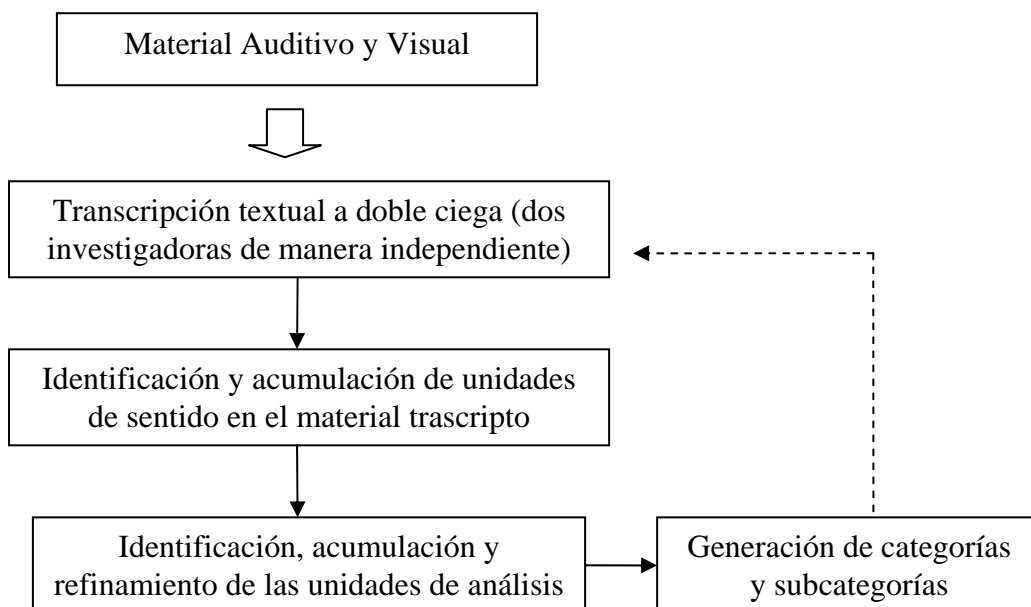 Material Auditivo y Visual
Transcripción textual a doble ciega (dos
investigadoras de manera independiente)
Identificación y acumulación de unidades
de sentido en el material trascripto
Identificación, acumulación y
refinamiento de las unidades de análisis
Generación de categorías
y subcategorías